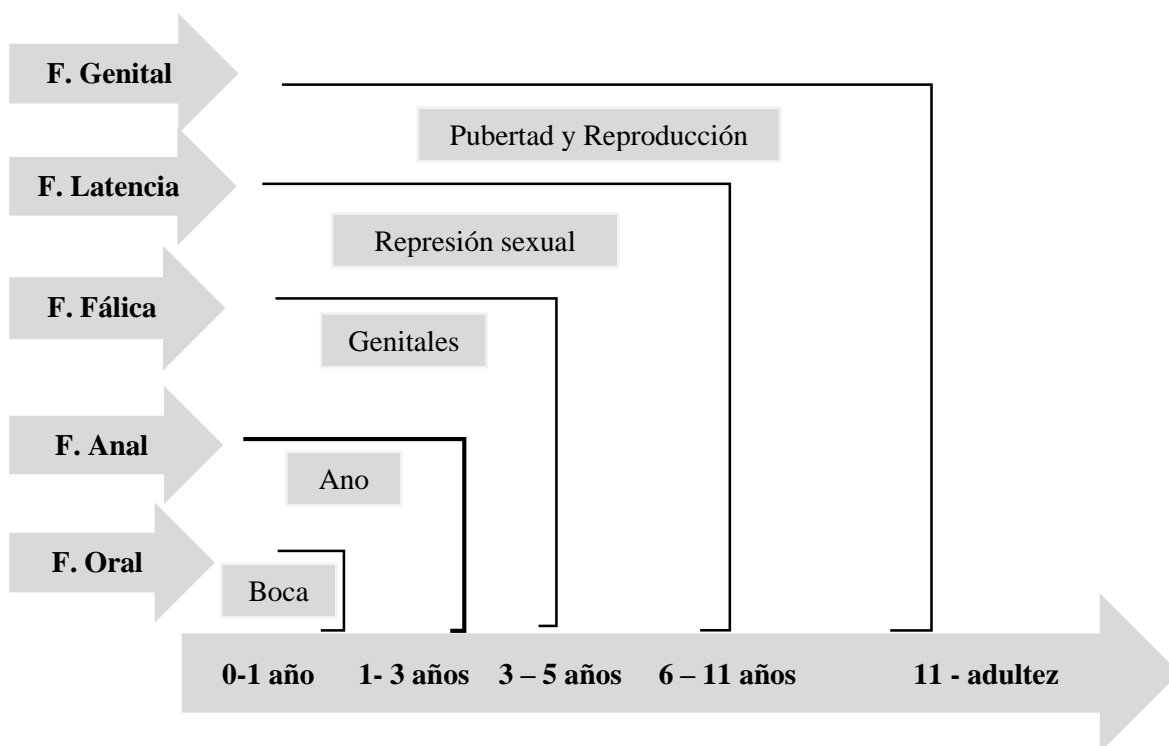 F. Genital
Pubertad y Reproducción
F. Latencia
Represión sexual
F. Fálica
Genitales
F. Anal
Ano
F. Oral
Boca
0-1 año
1- 3 años
3 – 5 años
6 – 11 años
11 - adultez